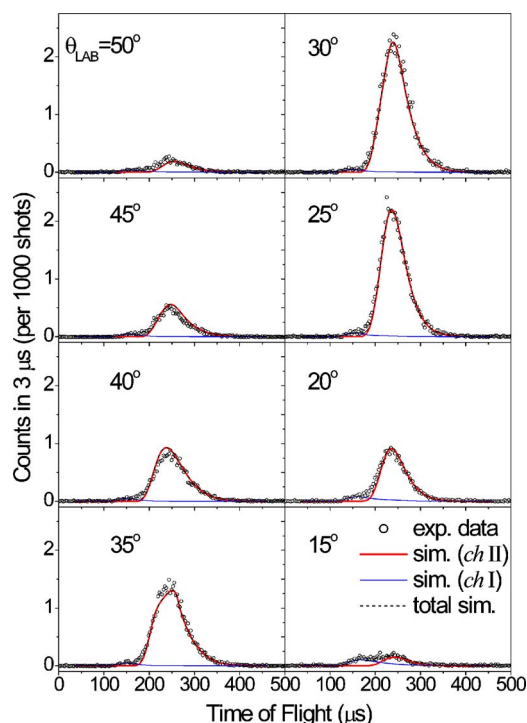 θLAB=50°
30°
45°
25°
40°
20°
35°
15°
exp. data
sim. (ch II)
sim. (ch I)
total sim.
Counts in 3 μs (per 1000 shots)
2
1
0
2
1
0
2
1
0
2
1
0
0 100 200 300 400 500
0 100 200 300 400 500
Time of Flight (μs)